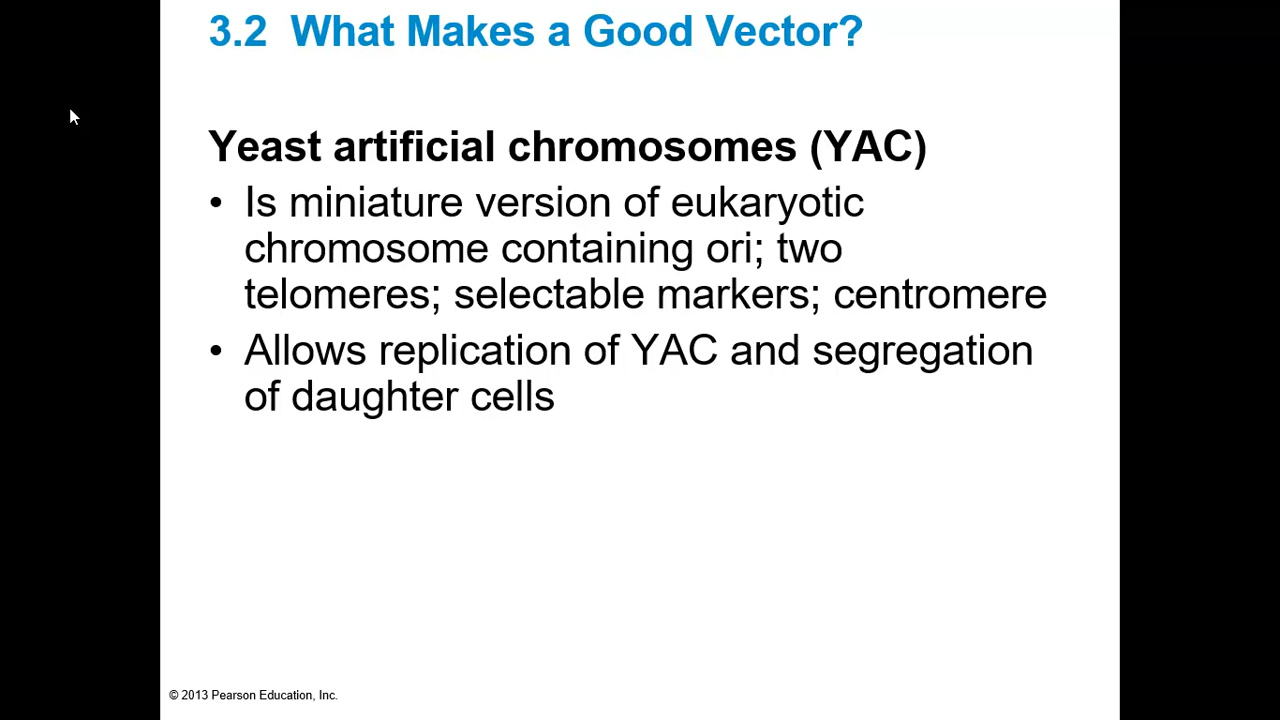 3.2 What Makes a Good Vector?
Yeast artificial chromosomes (YAC)
• Is miniature version of eukaryotic
chromosome containing ori; two
telomeres; selectable markers; centromere
• Allows replication of YAC and segregation
of daughter cells
© 2013 Pearson Education, Inc.